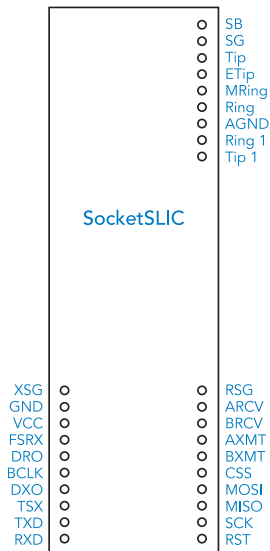 SB
SG
Tip
ETip
MRing
Ring
AGND
Ring 1
Tip 1
SocketSLIC
XSG
GND
VCC
FSRX
DRO
BCLK
DXO
TSX
TXD
RXD
RSG
ARCV
BRCV
AXMT
BXMT
CSS
MOSI
MISO
SCK
RST